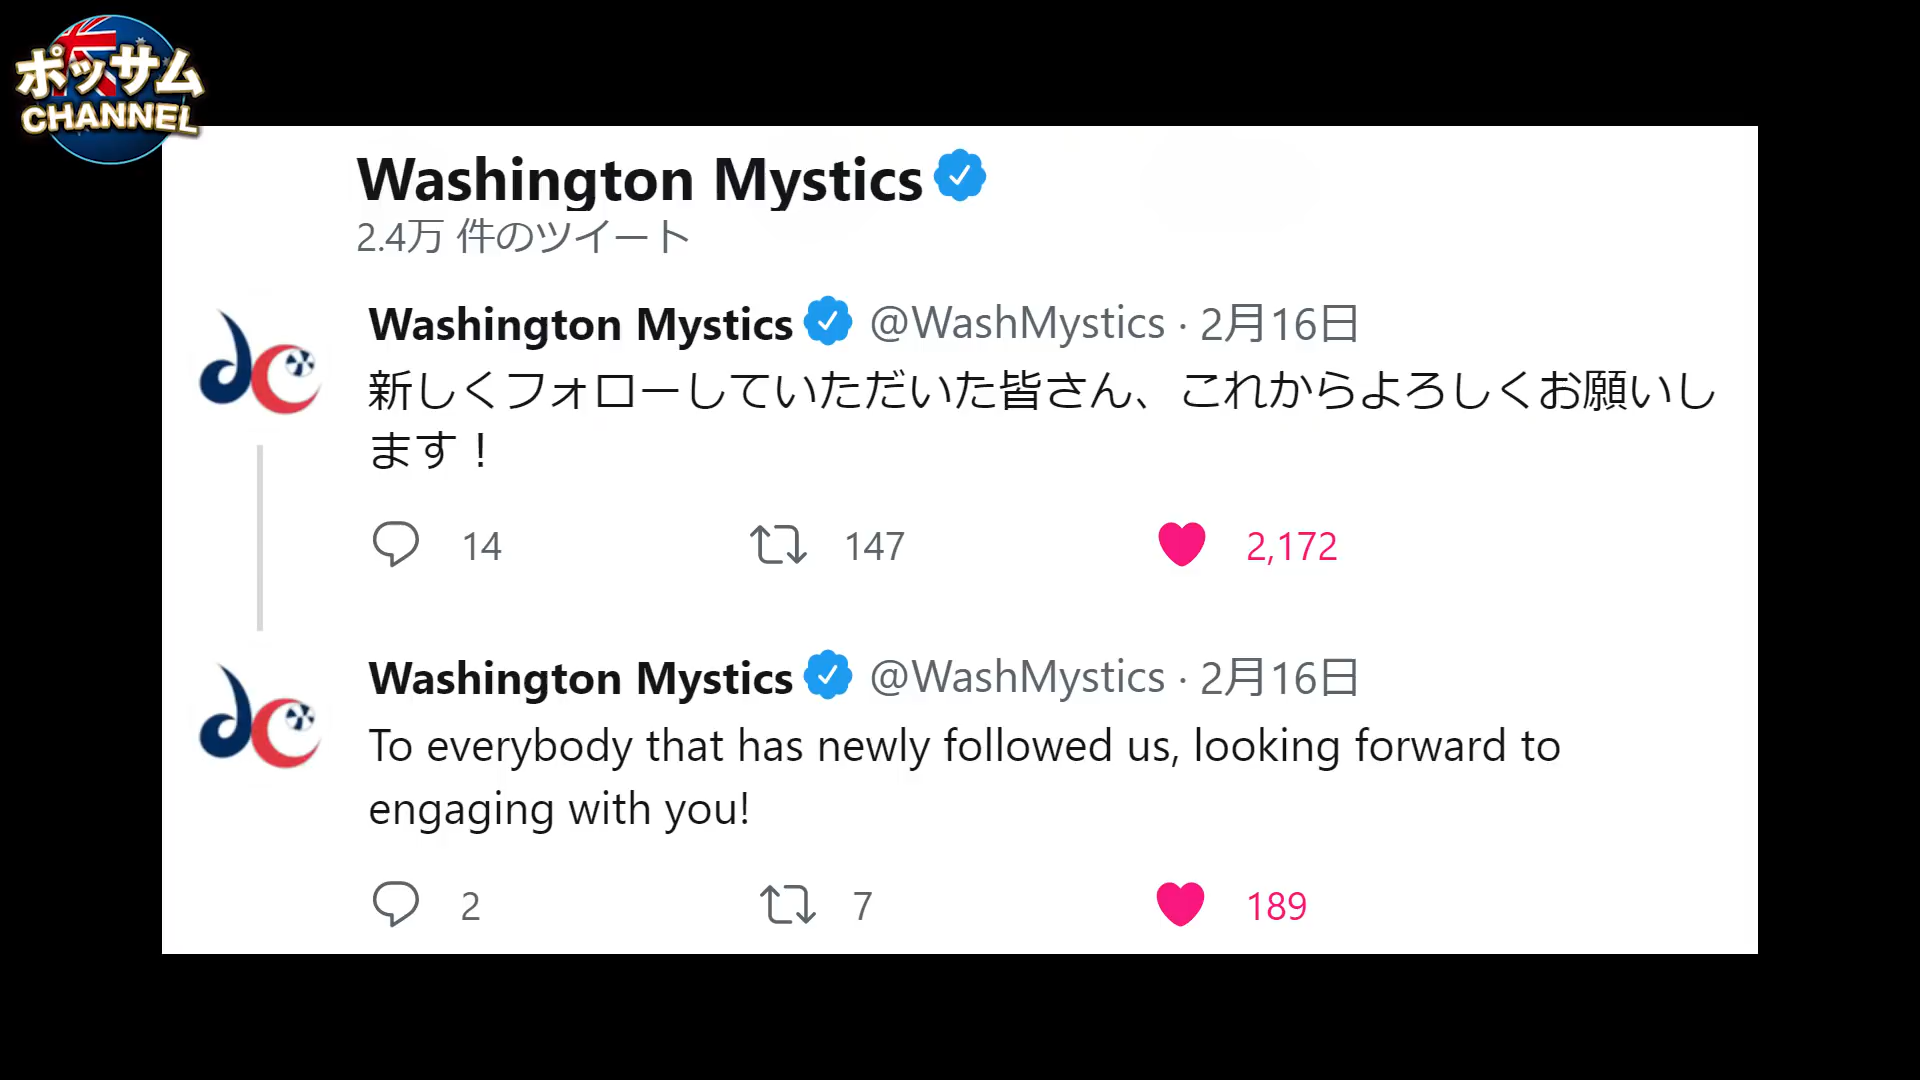 ポッサム
CHANNEL
Washington Mystics
2.4万 件のツイート
Washington Mystics @WashMystics · 2月16日
新しくフォローしていただいた皆さん、これからよろしくお願いし
ます！
14 147 2,172
Washington Mystics @WashMystics · 2月16日
To everybody that has newly followed us, looking forward to
engaging with you!
2 7 189